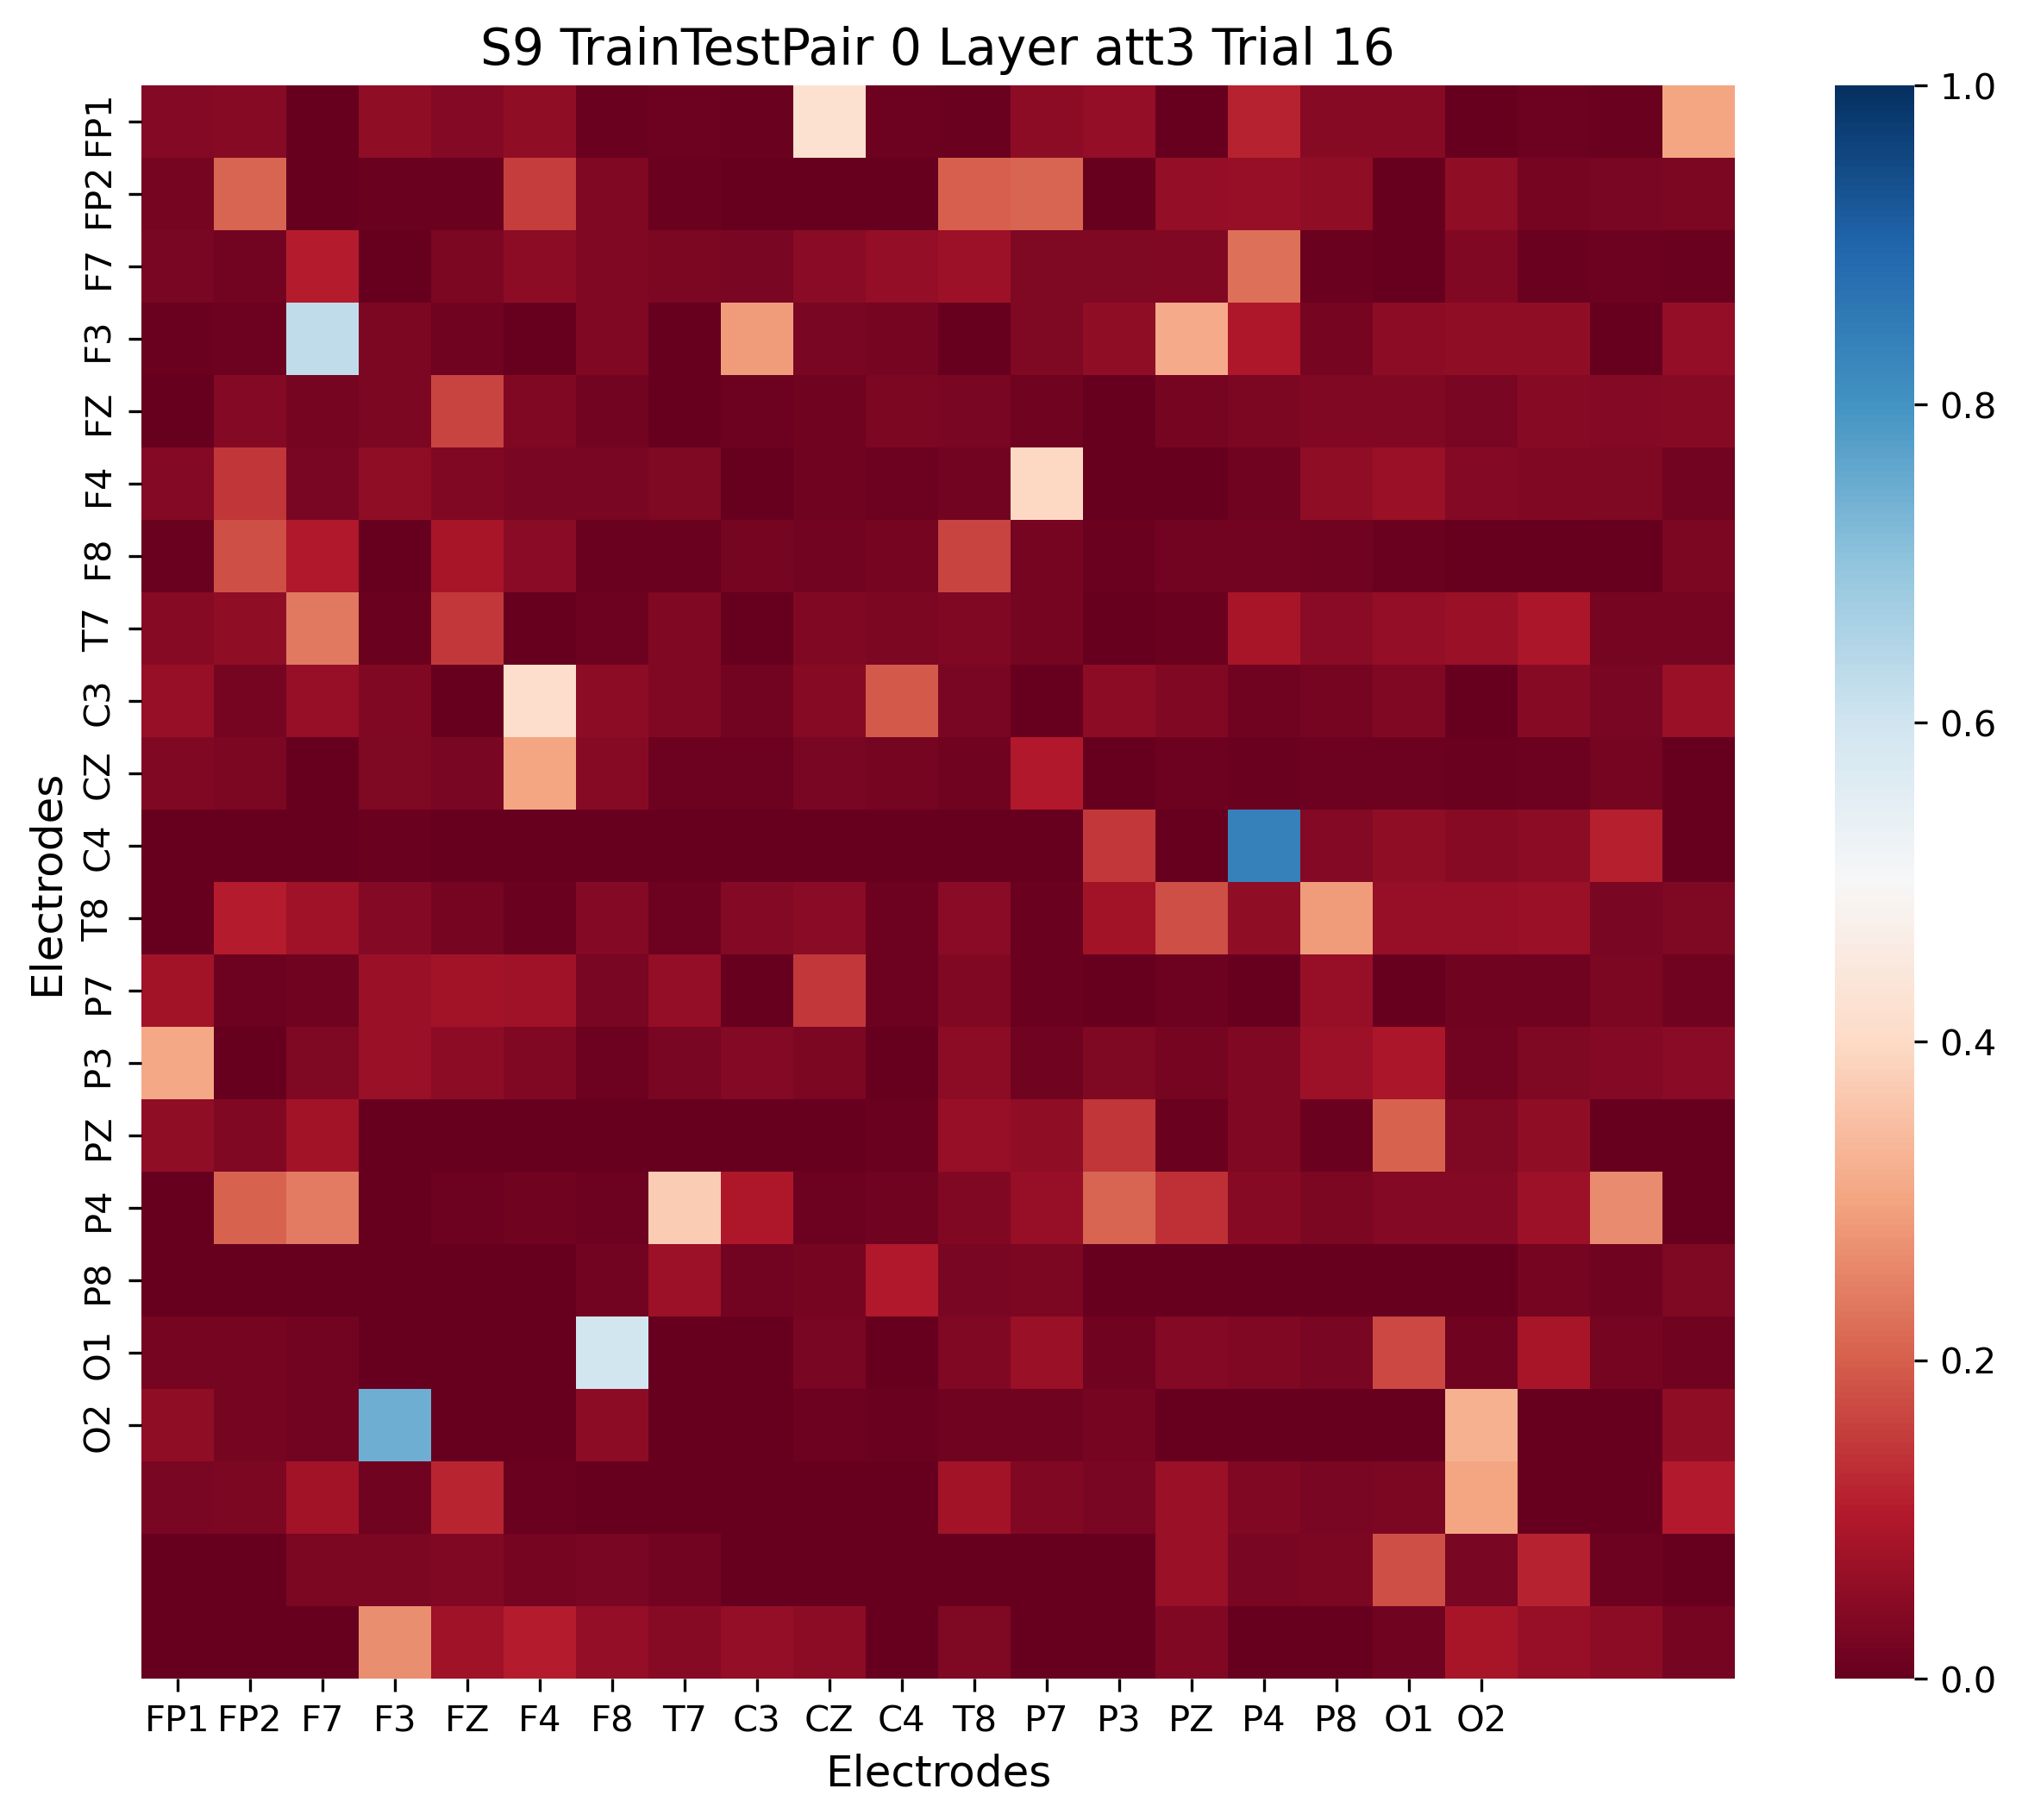 S9 TrainTestPair 0 Layer att3 Trial 16
Electrodes
FP1
FP2
F7
F3
FZ
F4
F8
T7
C3
CZ
C4
T8
P7
P3
PZ
P4
P8
O1
O2
FP1 FP2 F7 F3 FZ F4 F8 T7 C3 CZ C4 T8 P7 P3 PZ P4 P8 O1 O2
Electrodes
1.0
0.8
0.6
0.4
0.2
0.0